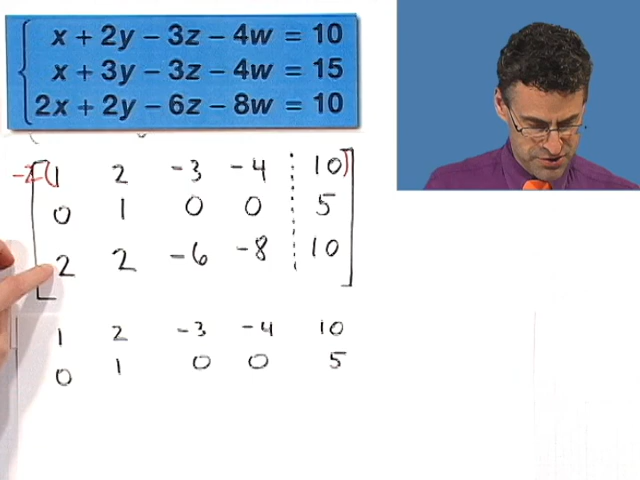 x + 2y − 3z − 4w = 10
x + 3y − 3z − 4w = 15
2x + 2y − 6z − 8w = 10
-2(1 2 -3 -4 10)
0 1 0 0 5
2 2 -6 -8 10
1 2 -3 -4 10
0 1 0 0 5